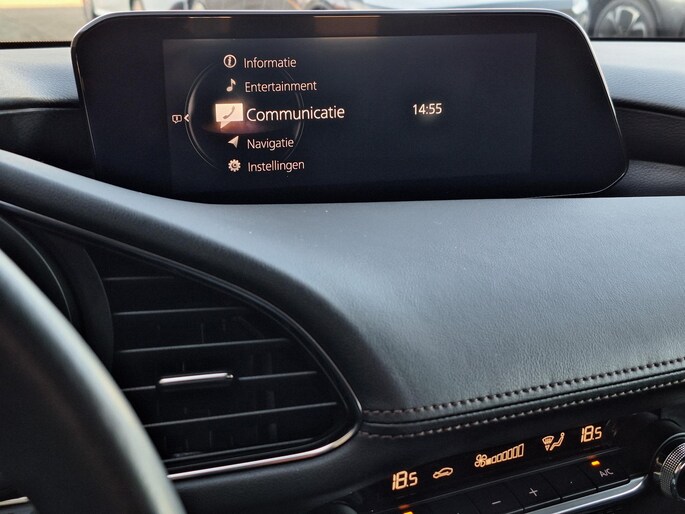 Informatie
Entertainment
Communicatie
14:55
Navigatie
Instellingen
18.5
18.5
A/C